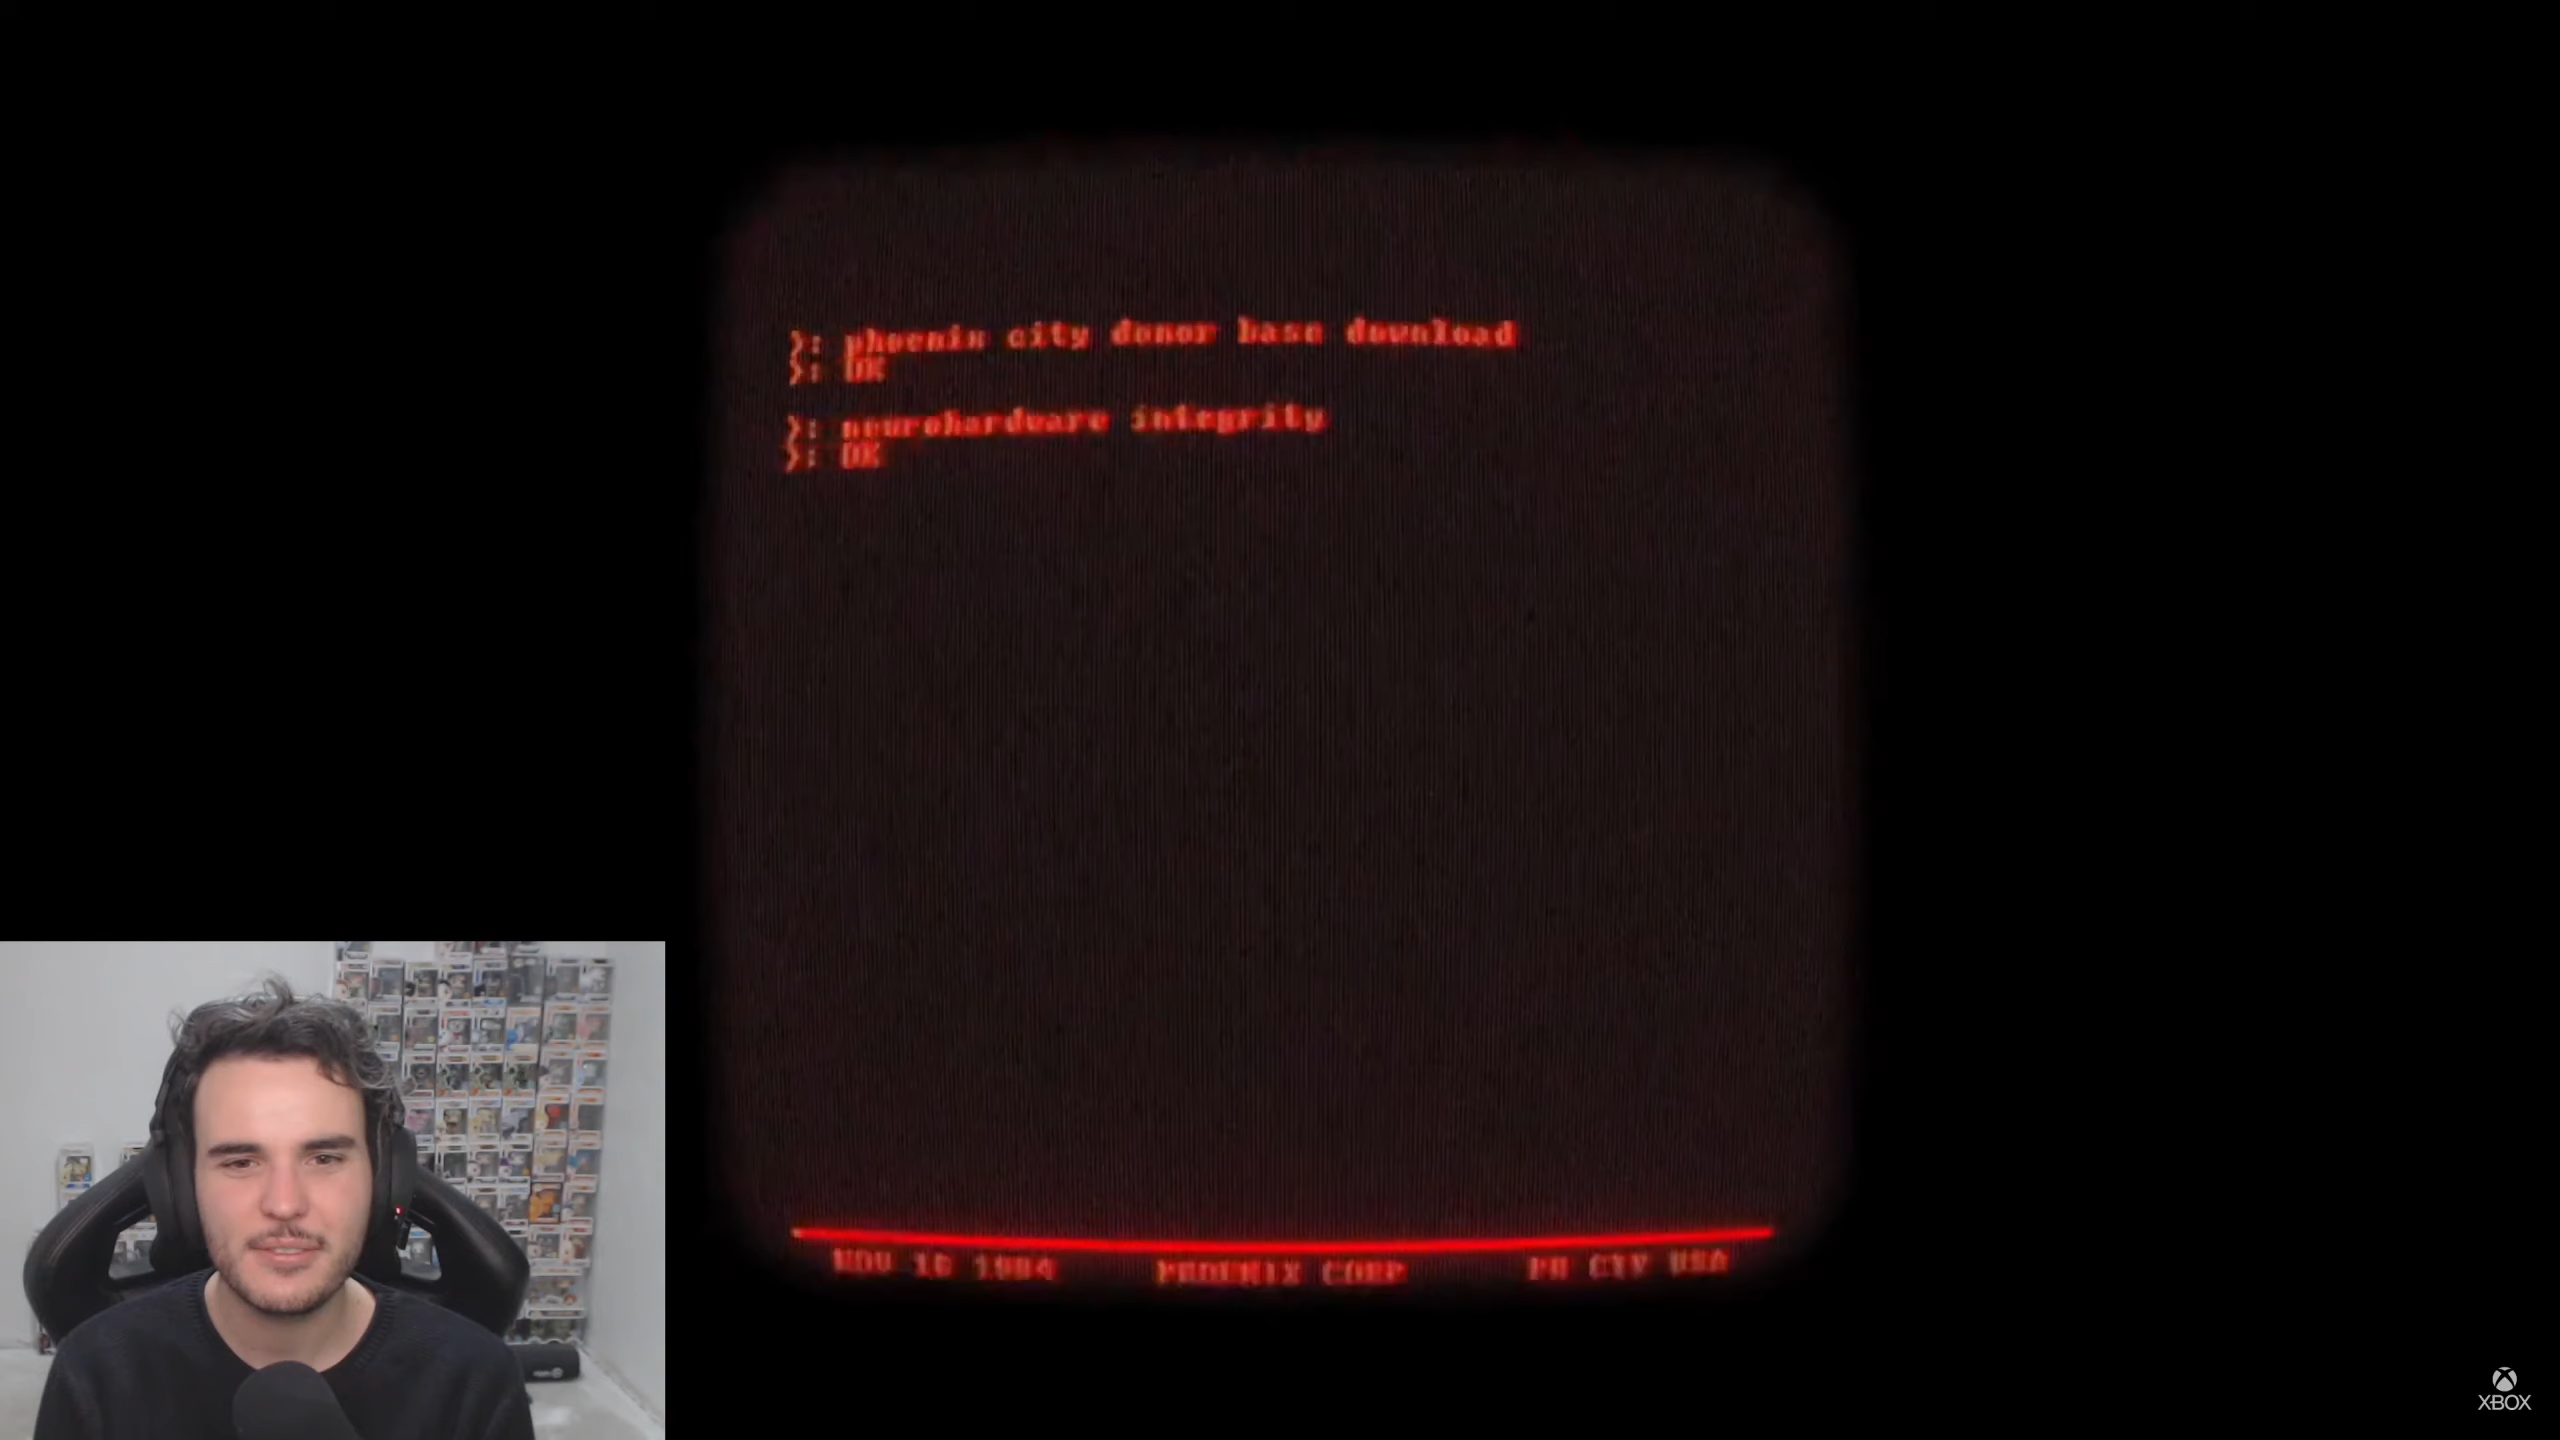 }: phoenix city donor base download
}: OK
}: neurohardware integrity
}: OK
NOV 10 1984 PHOENIX CORP PH CTY USA
XBOX